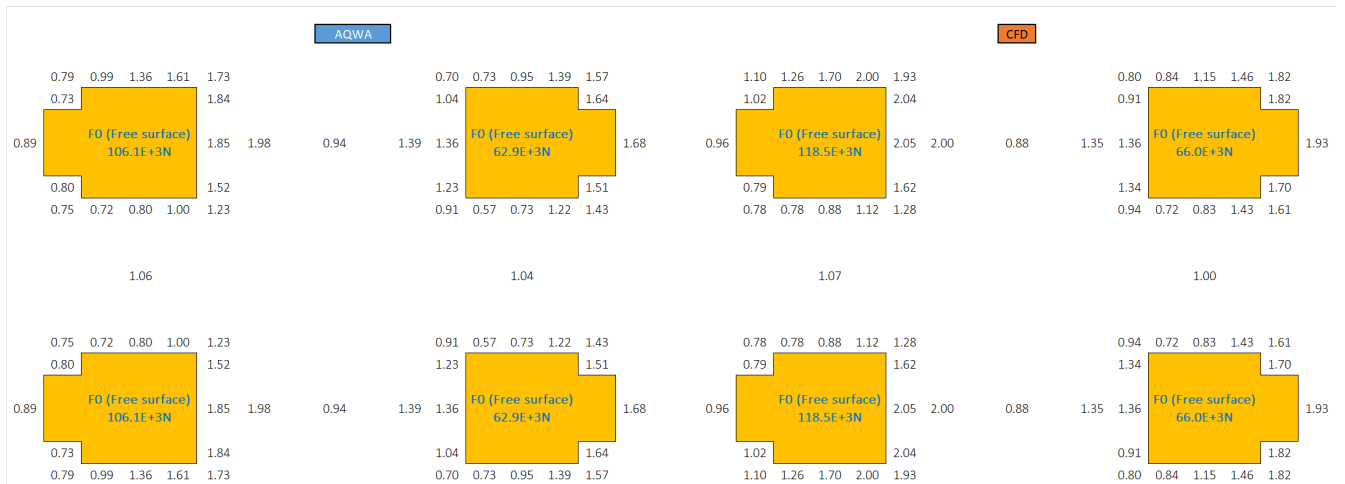 AQWA CFD
0.79 0.99 1.36 1.61 1.73 0.70 0.73 0.95 1.39 1.57 1.10 1.26 1.70 2.00 1.93 0.80 0.84 1.15 1.46 1.82
0.73 1.84 1.04 1.64 1.02 2.04 0.91 1.82
F0 (Free surface) F0 (Free surface) F0 (Free surface) F0 (Free surface)
0.89 1.85 1.98 0.94 1.39 1.36 1.68 0.96 2.05 2.00 0.88 1.35 1.36 1.93
106.1E+3N 62.9E+3N 118.5E+3N 66.0E+3N
0.80 1.52 1.23 1.51 0.79 1.62 1.34 1.70
0.75 0.72 0.80 1.00 1.23 0.91 0.57 0.73 1.22 1.43 0.78 0.78 0.88 1.12 1.28 0.94 0.72 0.83 1.43 1.61
1.06 1.04 1.07 1.00
0.75 0.72 0.80 1.00 1.23 0.91 0.57 0.73 1.22 1.43 0.78 0.78 0.88 1.12 1.28 0.94 0.72 0.83 1.43 1.61
0.80 1.52 1.23 1.51 0.79 1.62 1.34 1.70
F0 (Free surface) F0 (Free surface) F0 (Free surface) F0 (Free surface)
0.89 1.85 1.98 0.94 1.39 1.36 1.68 0.96 2.05 2.00 0.88 1.35 1.36 1.93
106.1E+3N 62.9E+3N 118.5E+3N 66.0E+3N
0.73 1.84 1.04 1.64 1.02 2.04 0.91 1.82
0.79 0.99 1.36 1.61 1.73 0.70 0.73 0.95 1.39 1.57 1.10 1.26 1.70 2.00 1.93 0.80 0.84 1.15 1.46 1.82